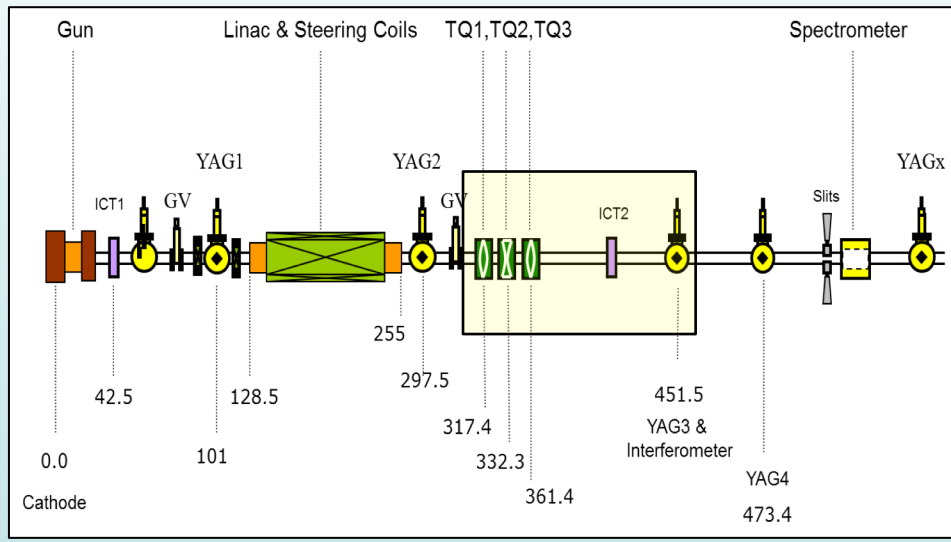 Gun
Linac & Steering Coils
TQ1,TQ2,TQ3
Spectrometer
ICT1
GV
YAG1
YAG2
GV
ICT2
Slits
YAGx
0.0
Cathode
42.5
101
128.5
255
297.5
317.4
332.3
361.4
451.5
YAG3 &
Interferometer
YAG4
473.4